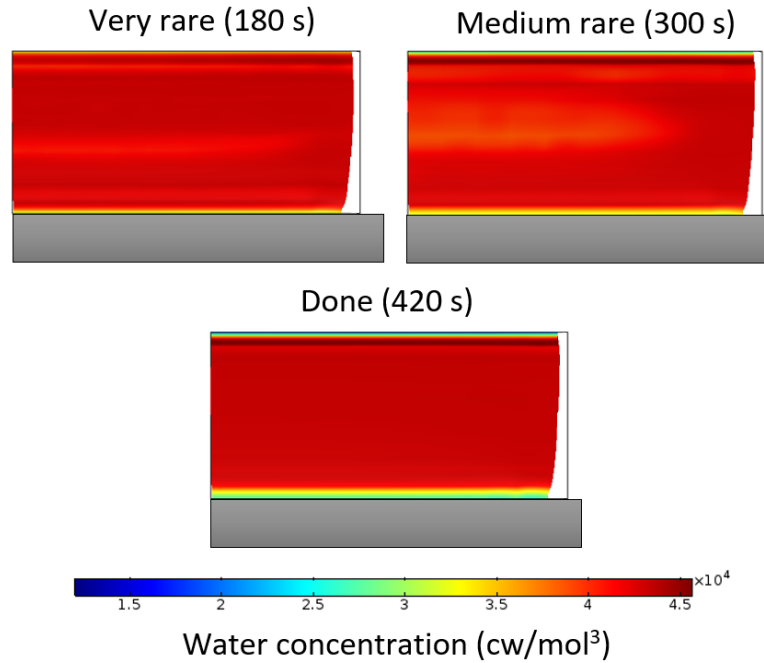 Very rare (180 s)
Medium rare (300 s)
Done (420 s)
×10⁴
1.5 2 2.5 3 3.5 4 4.5
Water concentration (cw/mol³)